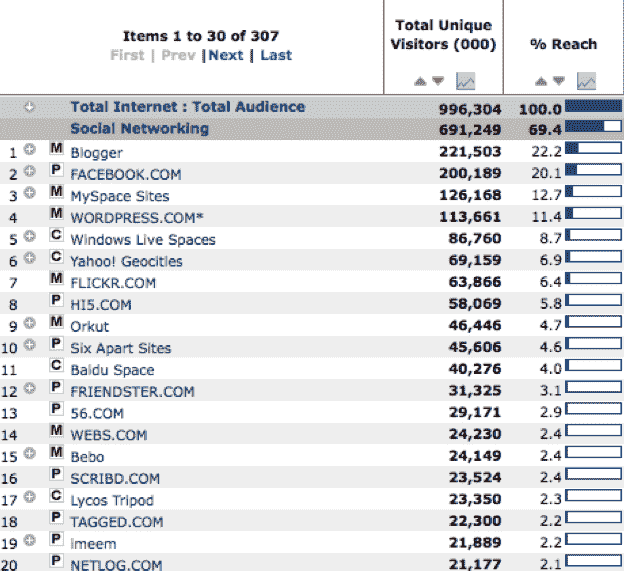 Items 1 to 30 of 307
First | Prev | Next | Last
Total Unique Visitors (000)
% Reach
Total Internet : Total Audience 996,304 100.0
Social Networking 691,249 69.4
1 M Blogger 221,503 22.2
2 P FACEBOOK.COM 200,189 20.1
3 M MySpace Sites 126,168 12.7
4 M WORDPRESS.COM* 113,661 11.4
5 C Windows Live Spaces 86,760 8.7
6 C Yahoo! Geocities 69,159 6.9
7 M FLICKR.COM 63,866 6.4
8 P HI5.COM 58,069 5.8
9 M Orkut 46,446 4.7
10 P Six Apart Sites 45,606 4.6
11 C Baidu Space 40,276 4.0
12 P FRIENDSTER.COM 31,325 3.1
13 P 56.COM 29,171 2.9
14 M WEBS.COM 24,230 2.4
15 M Bebo 24,149 2.4
16 P SCRIBD.COM 23,524 2.4
17 C Lycos Tripod 23,350 2.3
18 P TAGGED.COM 22,300 2.2
19 P imeem 21,889 2.2
20 P NETLOG.COM 21,177 2.1